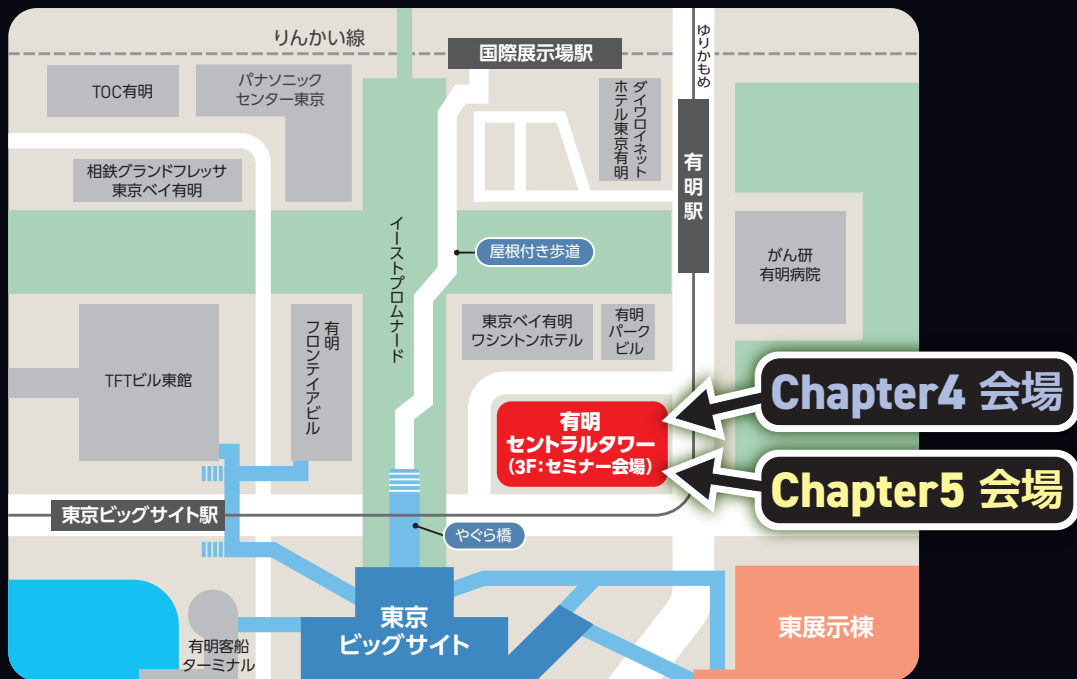 りんかい線
国際展示場駅
ゆりかもめ
TOC有明
パナソニック
センター東京
ダイワロイネット
ホテル東京有明
相鉄グランドフレッサ
東京ベイ有明
有明駅
イーストプロムナード
屋根付き歩道
がん研
有明病院
TFTビル東館
有明
フロンテイアビル
東京ベイ有明
ワシントンホテル
有明
パーク
ビル
Chapter4 会場
有明
セントラルタワー
(3F:セミナー会場)
Chapter5 会場
東京ビッグサイト駅
やぐら橋
東京
ビッグサイト
東展示棟
有明客船
ターミナル